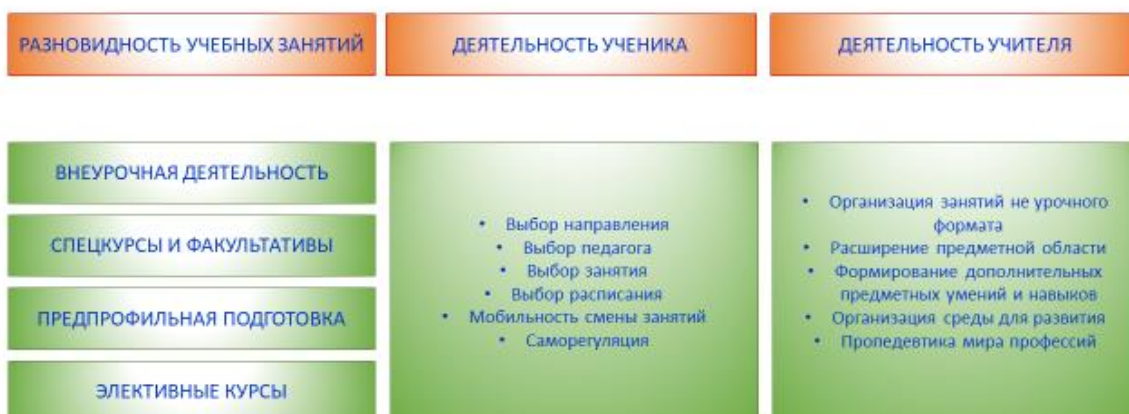 РАЗНОВИДНОСТЬ УЧЕБНЫХ ЗАНЯТИЙ
ДЕЯТЕЛЬНОСТЬ УЧЕНИКА
ДЕЯТЕЛЬНОСТЬ УЧИТЕЛЯ
ВНЕУРОЧНАЯ ДЕЯТЕЛЬНОСТЬ
СПЕЦКУРСЫ И ФАКУЛЬТАТИВЫ
ПРЕДПРОФИЛЬНАЯ ПОДГОТОВКА
ЭЛЕКТИВНЫЕ КУРСЫ
• Выбор направления
• Выбор педагога
• Выбор занятия
• Выбор расписания
• Мобильность смены занятий
• Саморегуляция
• Организация занятий не урочного
формата
• Расширение предметной области
• Формирование дополнительных
предметных умений и навыков
• Организация среды для развития
• Пропедевтика мира профессий